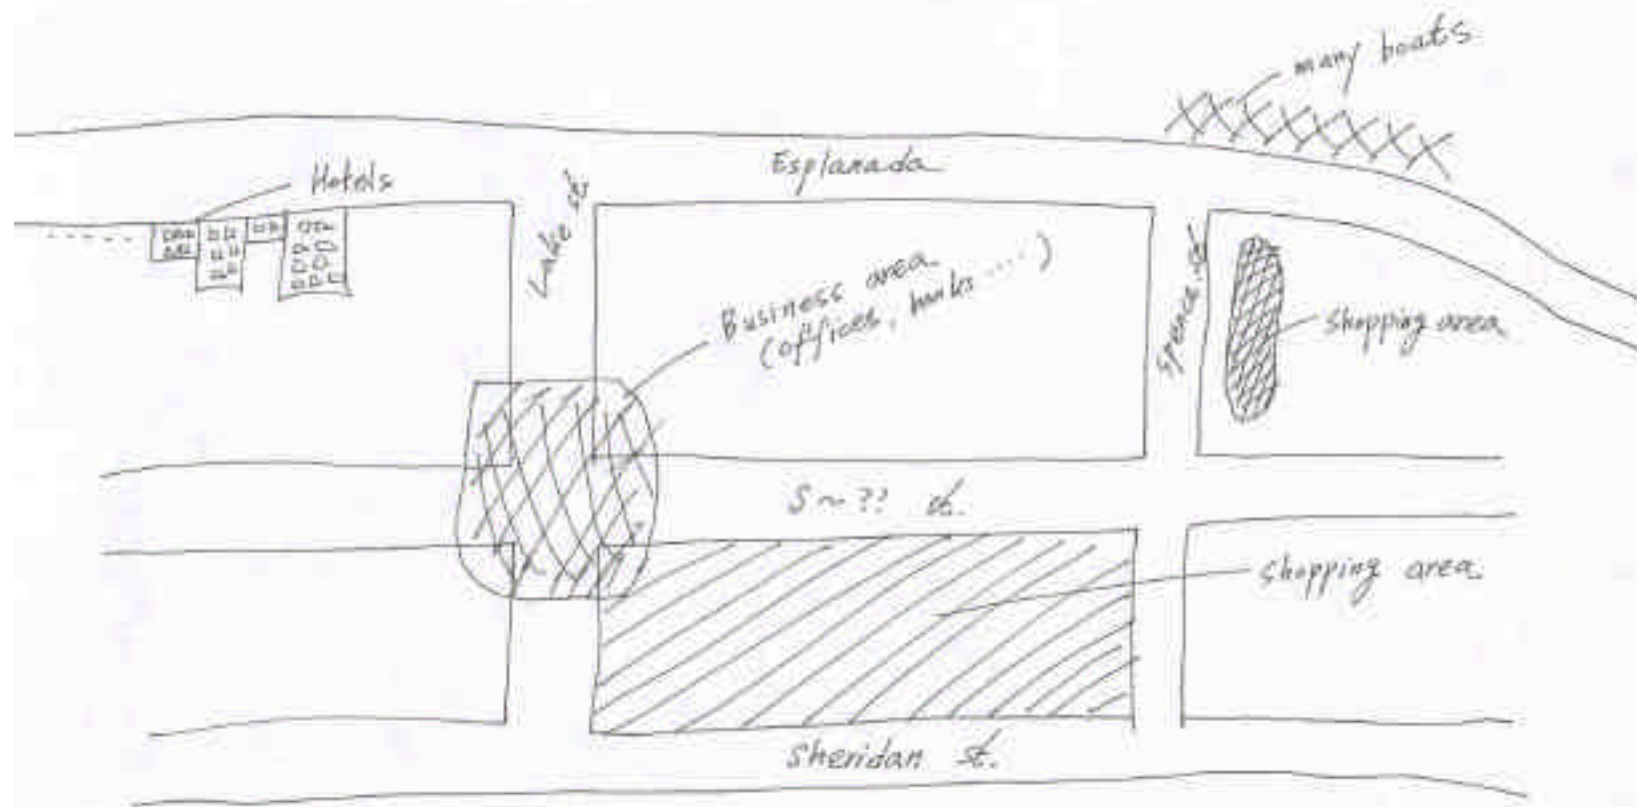 many boats
Esplanada
Hotels
Lake st
Business area
(offices, banks ....)
Spence st
Shopping area
S~?? st.
Shopping area
Sheridan st.